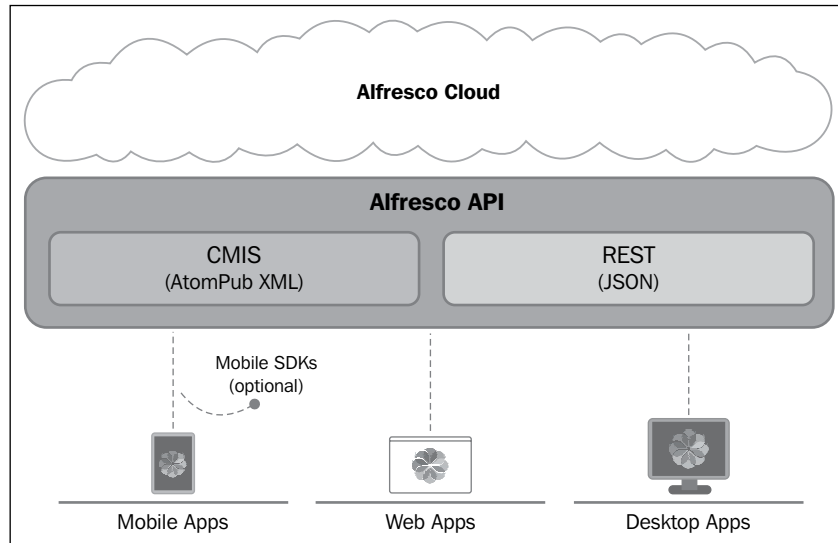 Alfresco Cloud
Alfresco API
CMIS
(AtomPub XML)
REST
(JSON)
Mobile SDKs
(optional)
Mobile Apps
Web Apps
Desktop Apps